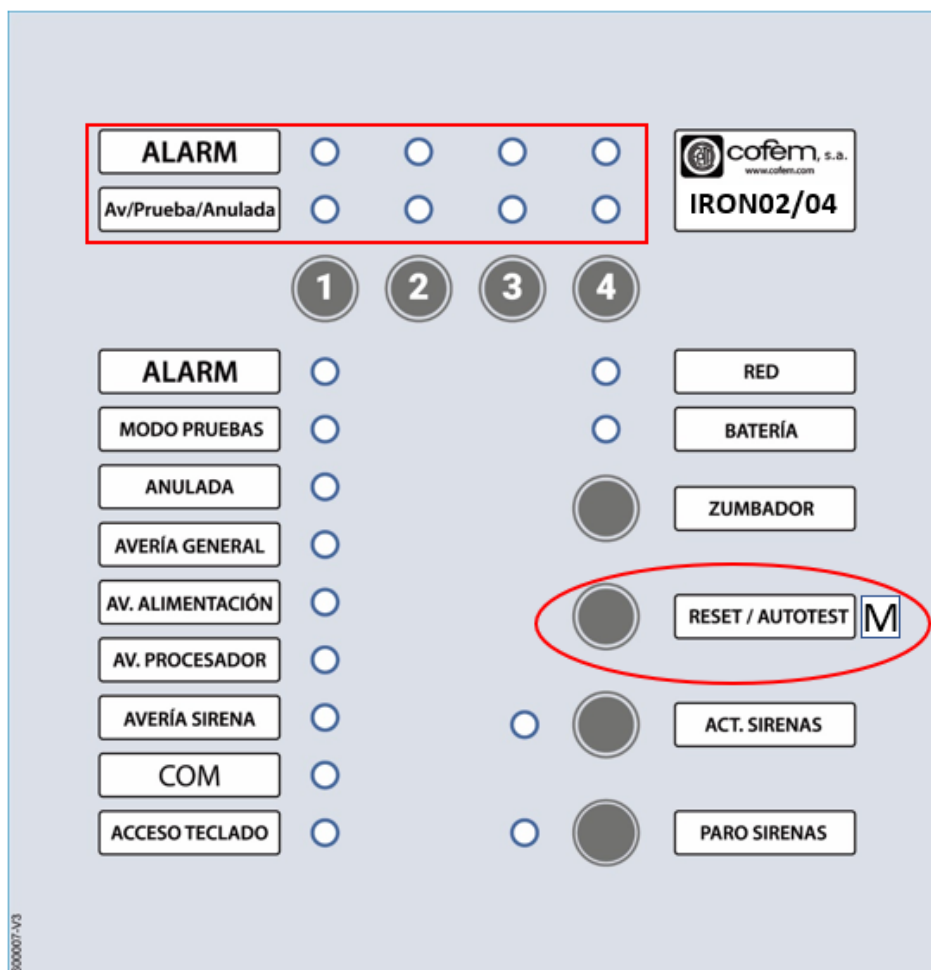 ALARM
cofem, s.a.
www.cofem.com
Av/Prueba/Anulada
IRON02/04
1 2 3 4
ALARM
RED
MODO PRUEBAS
BATERÍA
ANULADA
ZUMBADOR
AVERÍA GENERAL
AV. ALIMENTACIÓN
RESET / AUTOTEST M
AV. PROCESADOR
AVERÍA SIRENA
ACT. SIRENAS
COM
ACCESO TECLADO
PARO SIRENAS